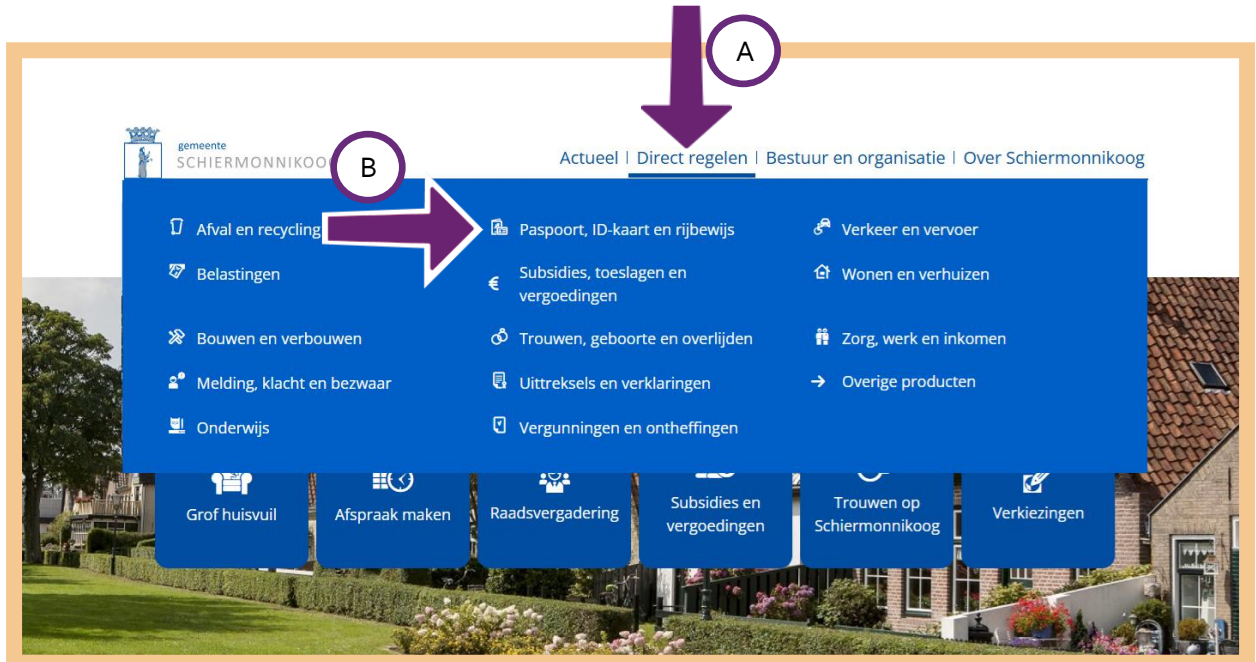 A
gemeente
SCHIERMONNIKOOG
B
Actueel | Direct regelen | Bestuur en organisatie | Over Schiermonnikoog
Afval en recycling
Belastingen
Bouwen en verbouwen
Melding, klacht en bezwaar
Onderwijs
Paspoort, ID-kaart en rijbewijs
Subsidies, toeslagen en
vergoedingen
Trouwen, geboorte en overlijden
Uittreksels en verklaringen
Vergunningen en ontheffingen
Verkeer en vervoer
Wonen en verhuizen
Zorg, werk en inkomen
Overige producten
Grof huisvuil
Afspraak maken
Raadsvergadering
Subsidies en
vergoedingen
Trouwen op
Schiermonnikoog
Verkiezingen